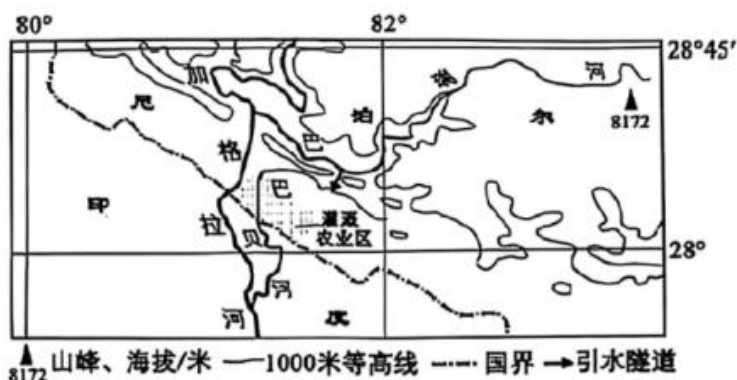 80° 82°
28°45′
加 塔 河
尼 泊 尔
8172
格 巴
印 巴
拉 灌溉
贝 农业区
28°
河 河 度
8172 山峰、海拔/米 1000米等高线 国界 引水隧道